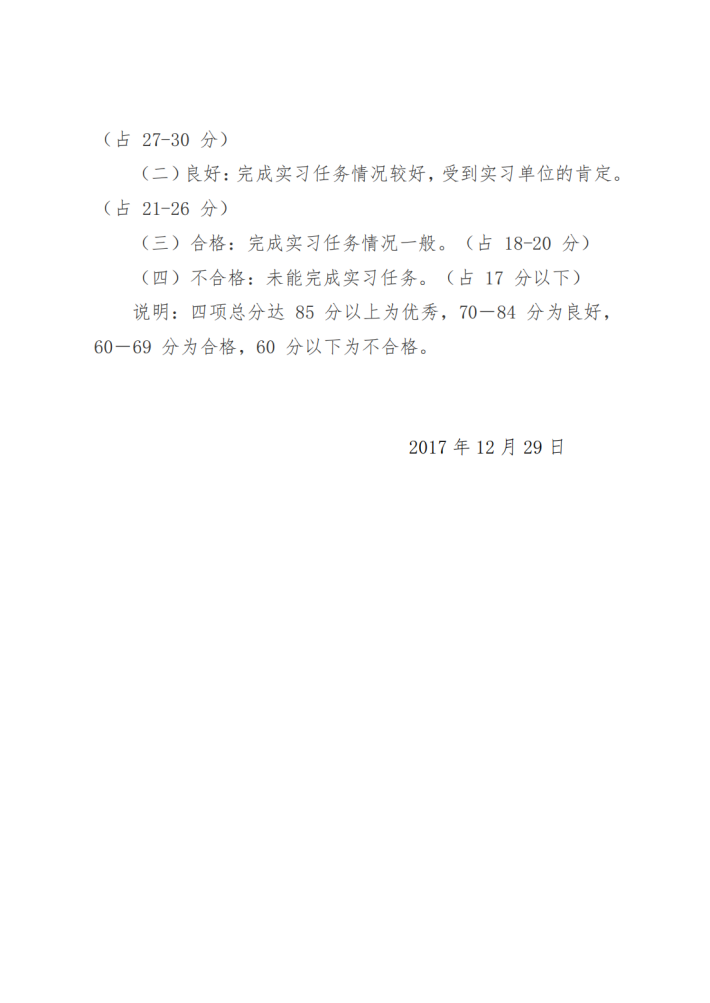 （占 27-30 分）
（二）良好：完成实习任务情况较好，受到实习单位的肯定。
（占 21-26 分）
（三）合格：完成实习任务情况一般。（占 18-20 分）
（四）不合格：未能完成实习任务。（占 17 分以下）
说明：四项总分达 85 分以上为优秀，70－84 分为良好，
60－69 分为合格，60 分以下为不合格。
2017 年 12 月 29 日